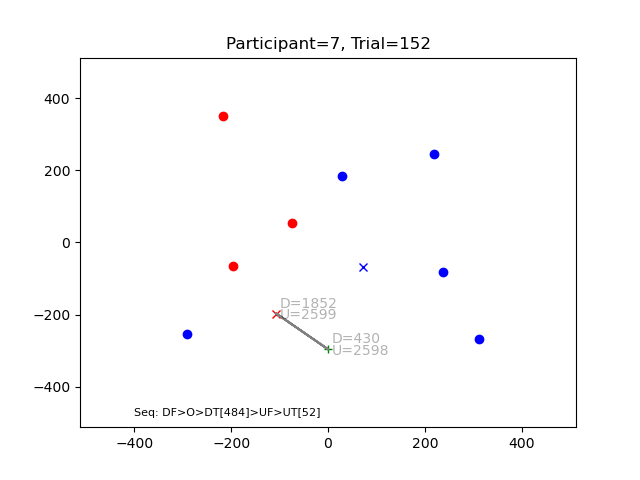 Participant=7, Trial=152
400
200
0
−200
−400
D=1852
U=2599
D=430
U=2598
Seq: DF>O>DT[484]>UF>UT[52]
−400
−200
0
200
400